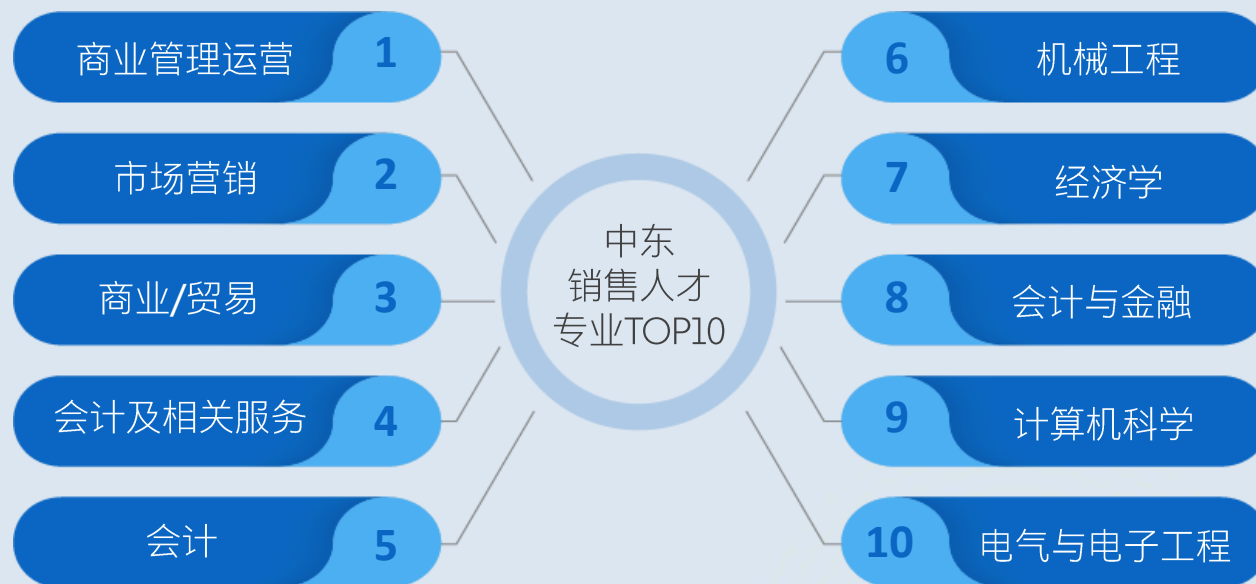 商业管理运营 1
市场营销 2
商业/贸易 3
会计及相关服务 4
会计 5
中东
销售人才
专业TOP10
6 机械工程
7 经济学
8 会计与金融
9 计算机科学
10 电气与电子工程